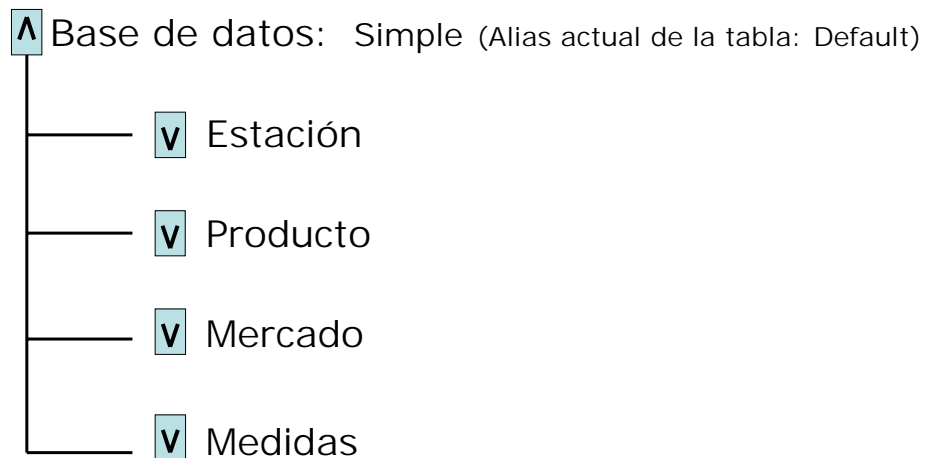 Base de datos: Simple (Alias actual de la tabla: Default)
Estación
Producto
Mercado
Medidas